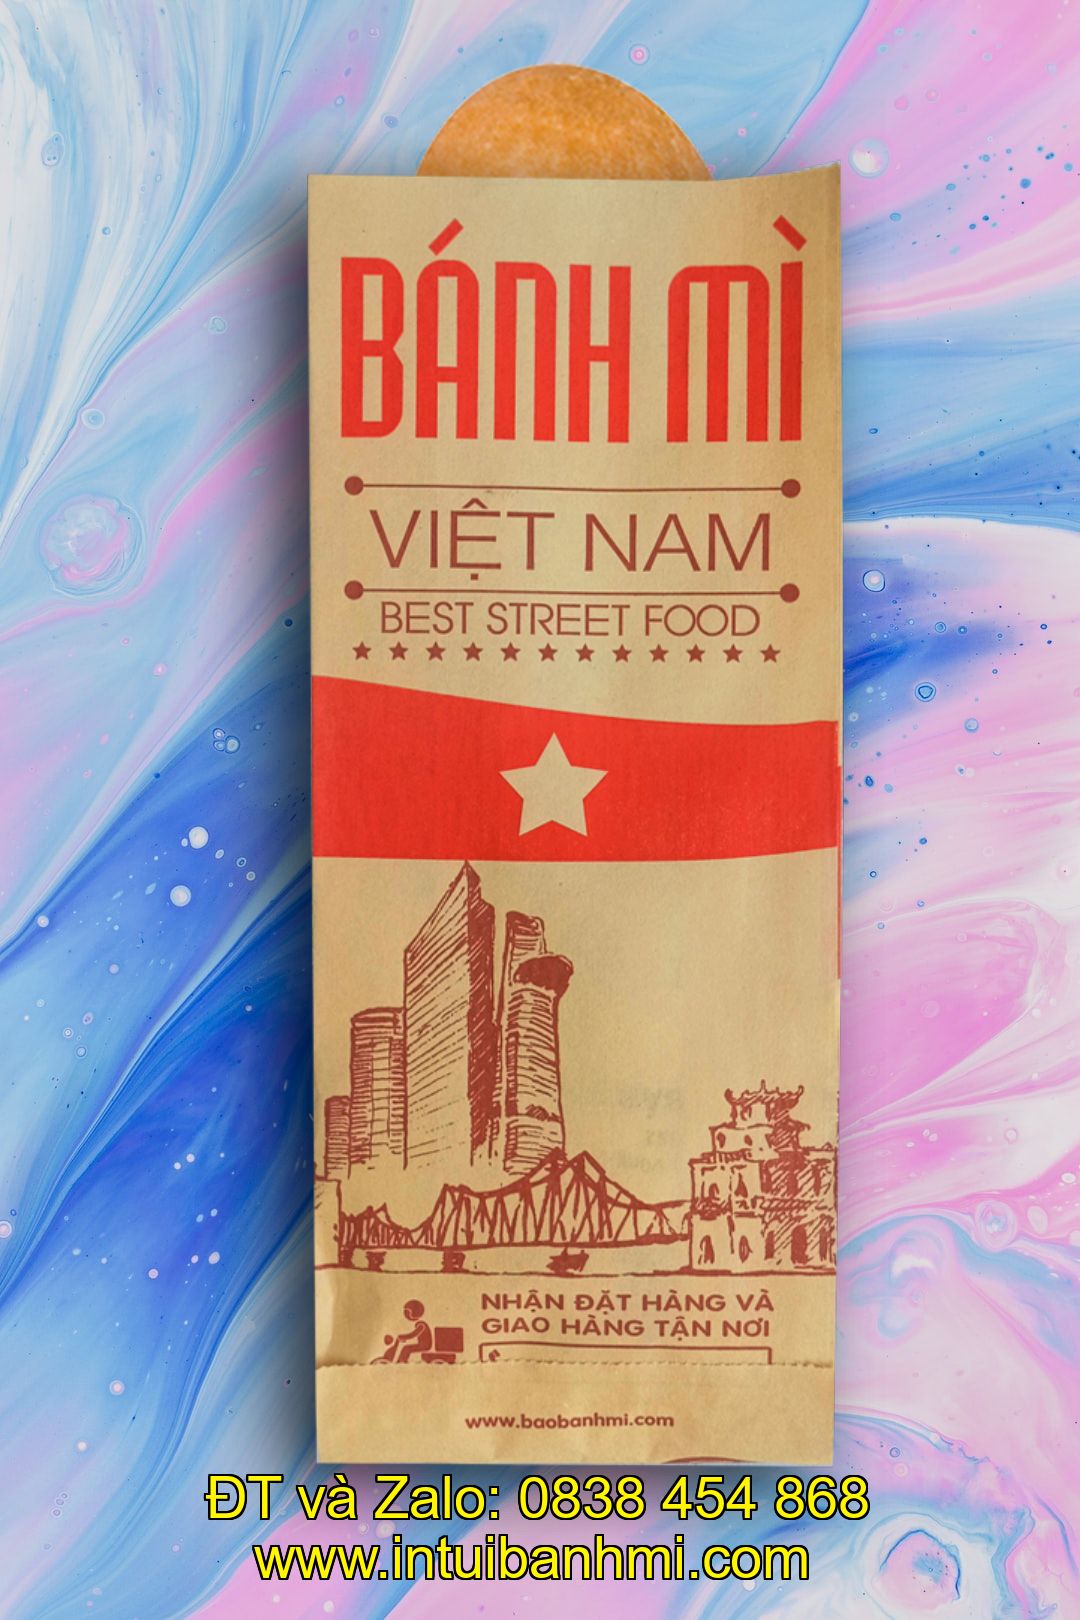 BÁNH MÌ
VIỆT NAM
BEST STREET FOOD
NHẬN ĐẶT HÀNG VÀ
GIAO HÀNG TẬN NƠI
www.baobanhmi.com
ĐT và Zalo: 0838 454 868
www.intuibanhmi.com